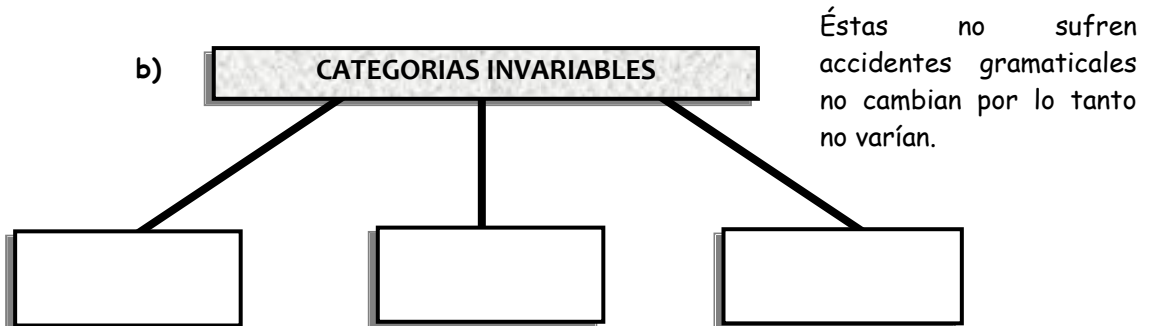 b)
CATEGORIAS INVARIABLES
Éstas no sufren
accidentes gramaticales
no cambian por lo tanto
no varían.